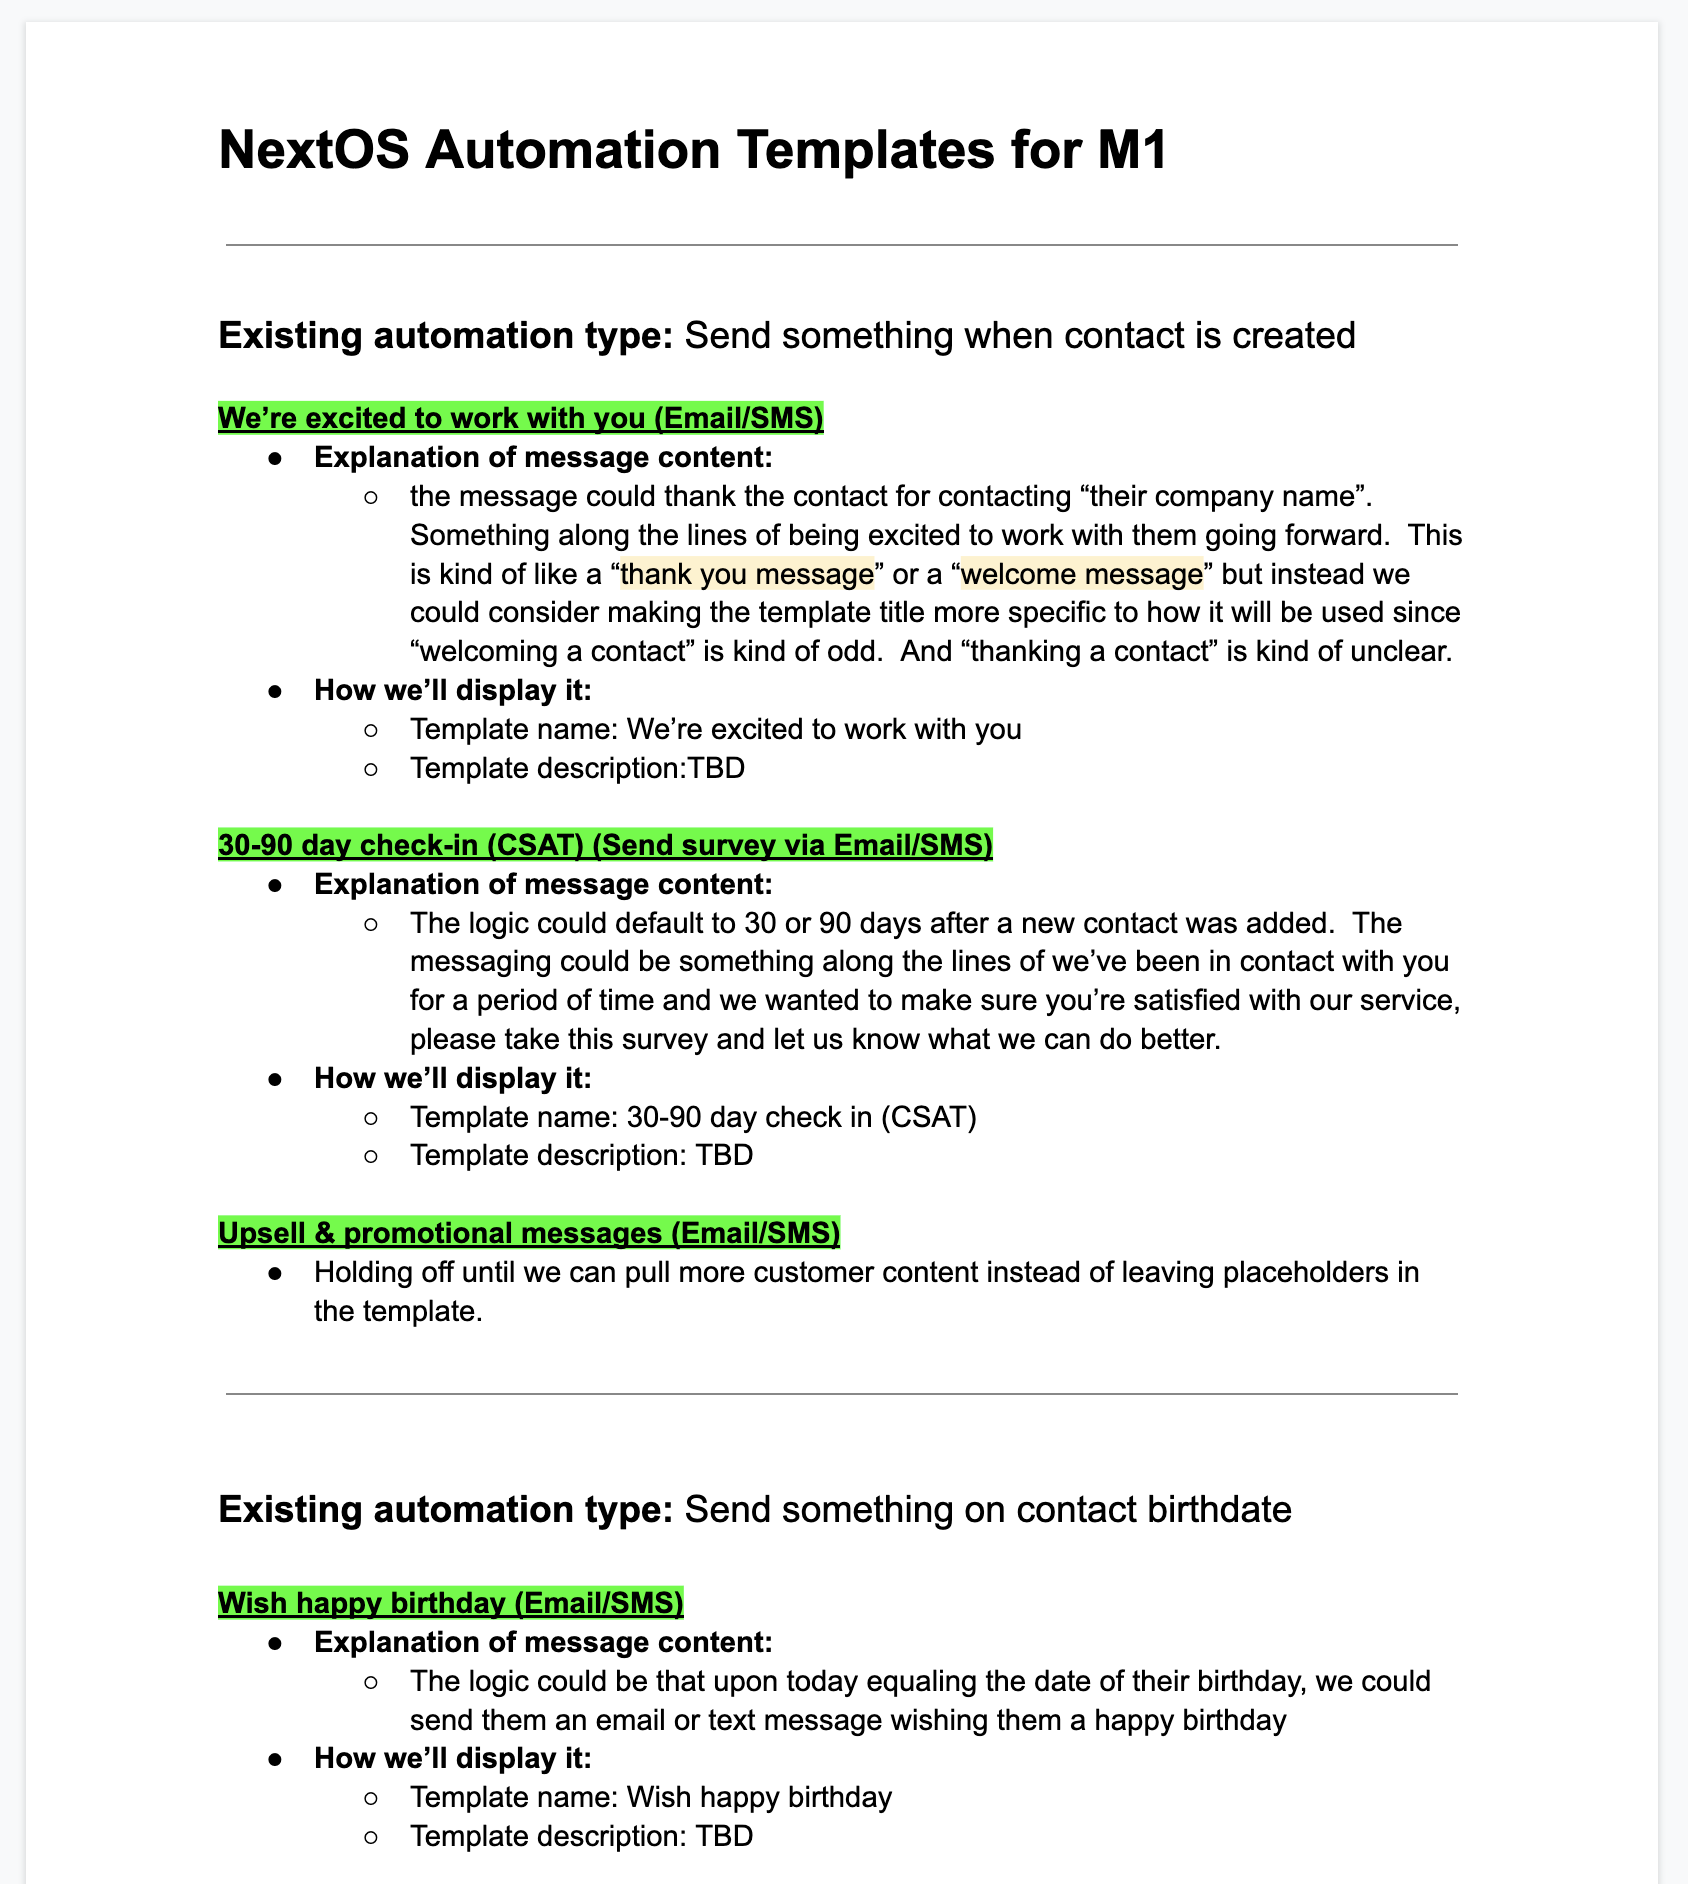 NextOS Automation Templates for M1
Existing automation type: Send something when contact is created
We’re excited to work with you (Email/SMS)
● Explanation of message content:
○ the message could thank the contact for contacting “their company name”.
Something along the lines of being excited to work with them going forward.  This
is kind of like a “thank you message” or a “welcome message” but instead we
could consider making the template title more specific to how it will be used since
“welcoming a contact” is kind of odd.  And “thanking a contact” is kind of unclear.
● How we’ll display it:
○ Template name: We’re excited to work with you
○ Template description:TBD
30-90 day check-in (CSAT) (Send survey via Email/SMS)
● Explanation of message content:
○ The logic could default to 30 or 90 days after a new contact was added.  The
messaging could be something along the lines of we’ve been in contact with you
for a period of time and we wanted to make sure you’re satisfied with our service,
please take this survey and let us know what we can do better.
● How we’ll display it:
○ Template name: 30-90 day check in (CSAT)
○ Template description: TBD
Upsell & promotional messages (Email/SMS)
● Holding off until we can pull more customer content instead of leaving placeholders in
the template.
Existing automation type: Send something on contact birthdate
Wish happy birthday (Email/SMS)
● Explanation of message content:
○ The logic could be that upon today equaling the date of their birthday, we could
send them an email or text message wishing them a happy birthday
● How we’ll display it:
○ Template name: Wish happy birthday
○ Template description: TBD